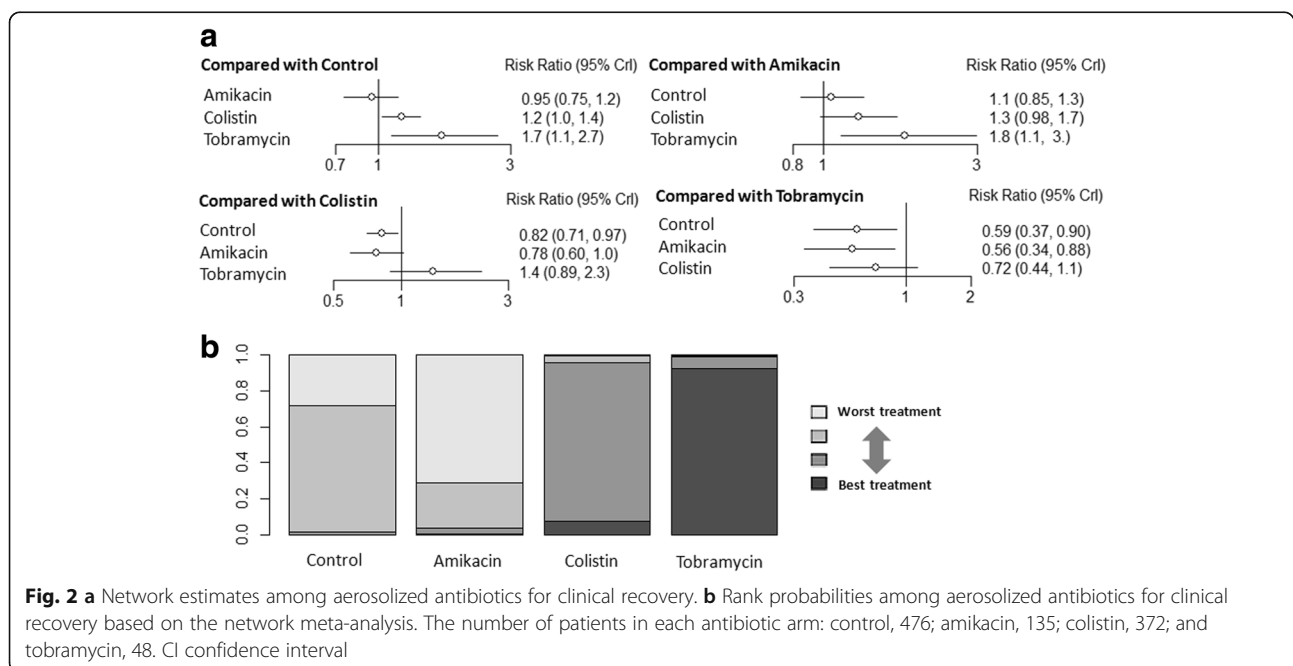 a
Compared with Control Risk Ratio (95% CrI)
Amikacin 0.95 (0.75, 1.2)
Colistin 1.2 (1.0, 1.4)
Tobramycin 1.7 (1.1, 2.7)
0.7 1 3
Compared with Amikacin Risk Ratio (95% CrI)
Control 1.1 (0.85, 1.3)
Colistin 1.3 (0.98, 1.7)
Tobramycin 1.8 (1.1, 3.)
0.8 1 3
Compared with Colistin Risk Ratio (95% CrI)
Control 0.82 (0.71, 0.97)
Amikacin 0.78 (0.60, 1.0)
Tobramycin 1.4 (0.89, 2.3)
0.5 1 3
Compared with Tobramycin Risk Ratio (95% CrI)
Control 0.59 (0.37, 0.90)
Amikacin 0.56 (0.34, 0.88)
Colistin 0.72 (0.44, 1.1)
0.3 1 2
b
1.0
0.8
0.6
0.4
0.2
0.0
Control Amikacin Colistin Tobramycin
Worst treatment
Best treatment
Fig. 2 a Network estimates among aerosolized antibiotics for clinical recovery. b Rank probabilities among aerosolized antibiotics for clinical
recovery based on the network meta-analysis. The number of patients in each antibiotic arm: control, 476; amikacin, 135; colistin, 372; and
tobramycin, 48. CI confidence interval